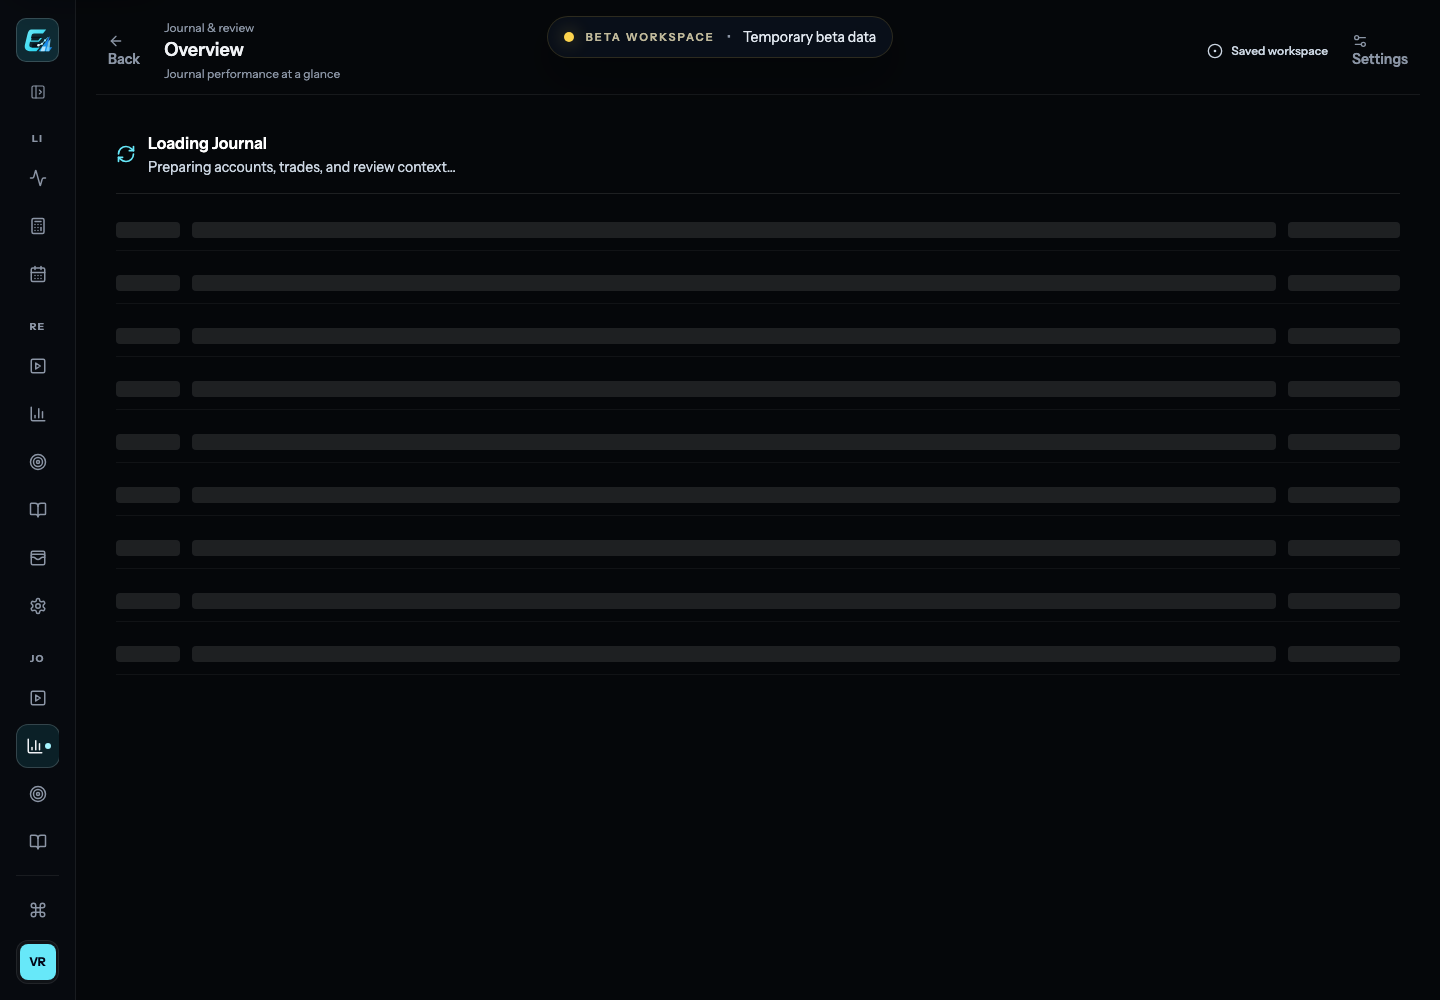 Back
Journal & review
Overview
Journal performance at a glance
BETA WORKSPACE · Temporary beta data
Saved workspace
Settings
LI
Loading Journal
Preparing accounts, trades, and review context...
RE
JO
VR